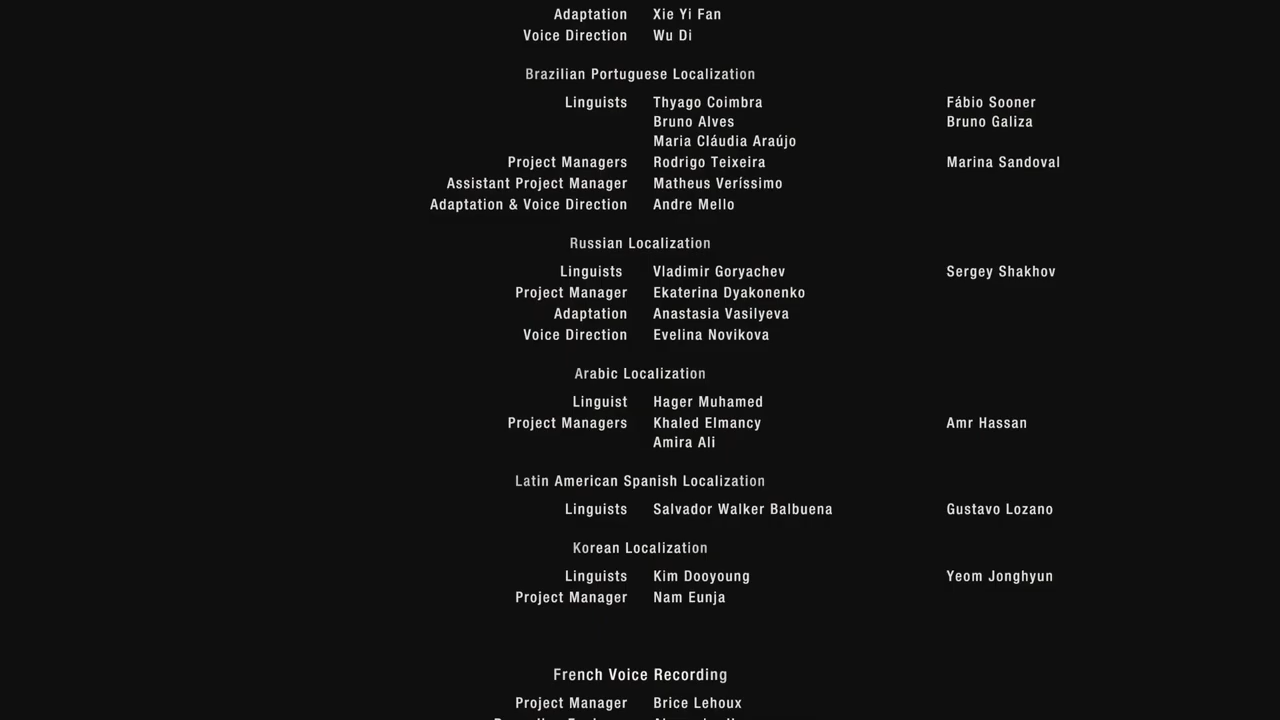 Adaptation Xie Yi Fan
Voice Direction Wu Di
Brazilian Portuguese Localization
Linguists Thyago Coimbra Fábio Sooner
Bruno Alves Bruno Galiza
Maria Cláudia Araújo
Project Managers Rodrigo Teixeira Marina Sandoval
Assistant Project Manager Matheus Veríssimo
Adaptation & Voice Direction Andre Mello
Russian Localization
Linguists Vladimir Goryachev Sergey Shakhov
Project Manager Ekaterina Dyakonenko
Adaptation Anastasia Vasilyeva
Voice Direction Evelina Novikova
Arabic Localization
Linguist Hager Muhamed
Project Managers Khaled Elmancy Amr Hassan
Amira Ali
Latin American Spanish Localization
Linguists Salvador Walker Balbuena Gustavo Lozano
Korean Localization
Linguists Kim Dooyoung Yeom Jonghyun
Project Manager Nam Eunja
French Voice Recording
Project Manager Brice Lehoux